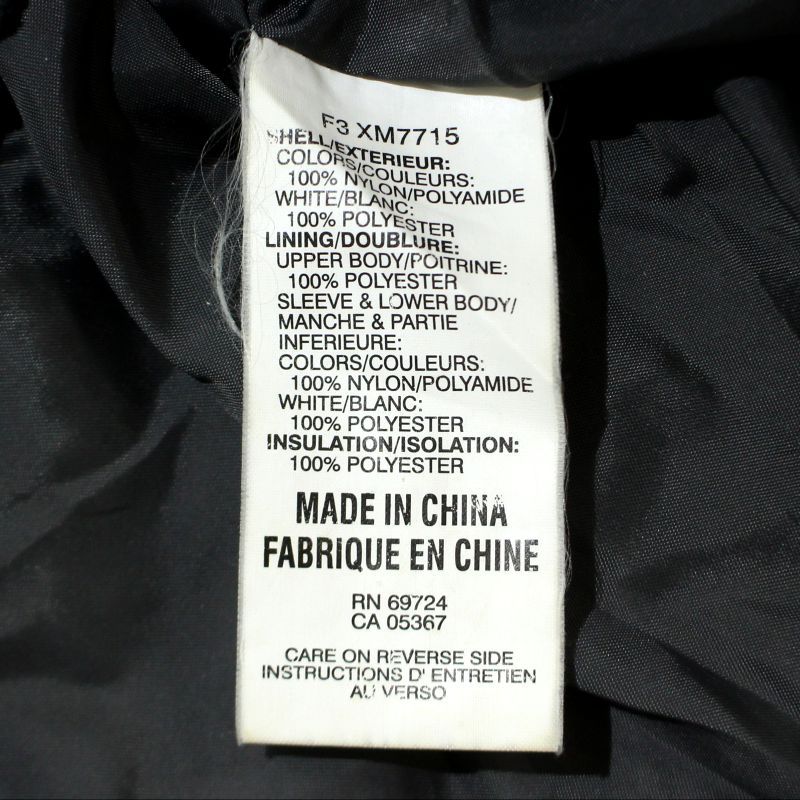 F3 XM7715
SHELL/EXTERIEUR:
COLORS/COULEURS:
100% NYLON/POLYAMIDE
WHITE/BLANC:
100% POLYESTER
LINING/DOUBLURE:
UPPER BODY/POITRINE:
100% POLYESTER
SLEEVE & LOWER BODY/
MANCHE & PARTIE
INFERIEURE:
COLORS/COULEURS:
100% NYLON/POLYAMIDE
WHITE/BLANC:
100% POLYESTER
INSULATION/ISOLATION:
100% POLYESTER
MADE IN CHINA
FABRIQUE EN CHINE
RN 69724
CA 05367
CARE ON REVERSE SIDE
INSTRUCTIONS D' ENTRETIEN
AU VERSO